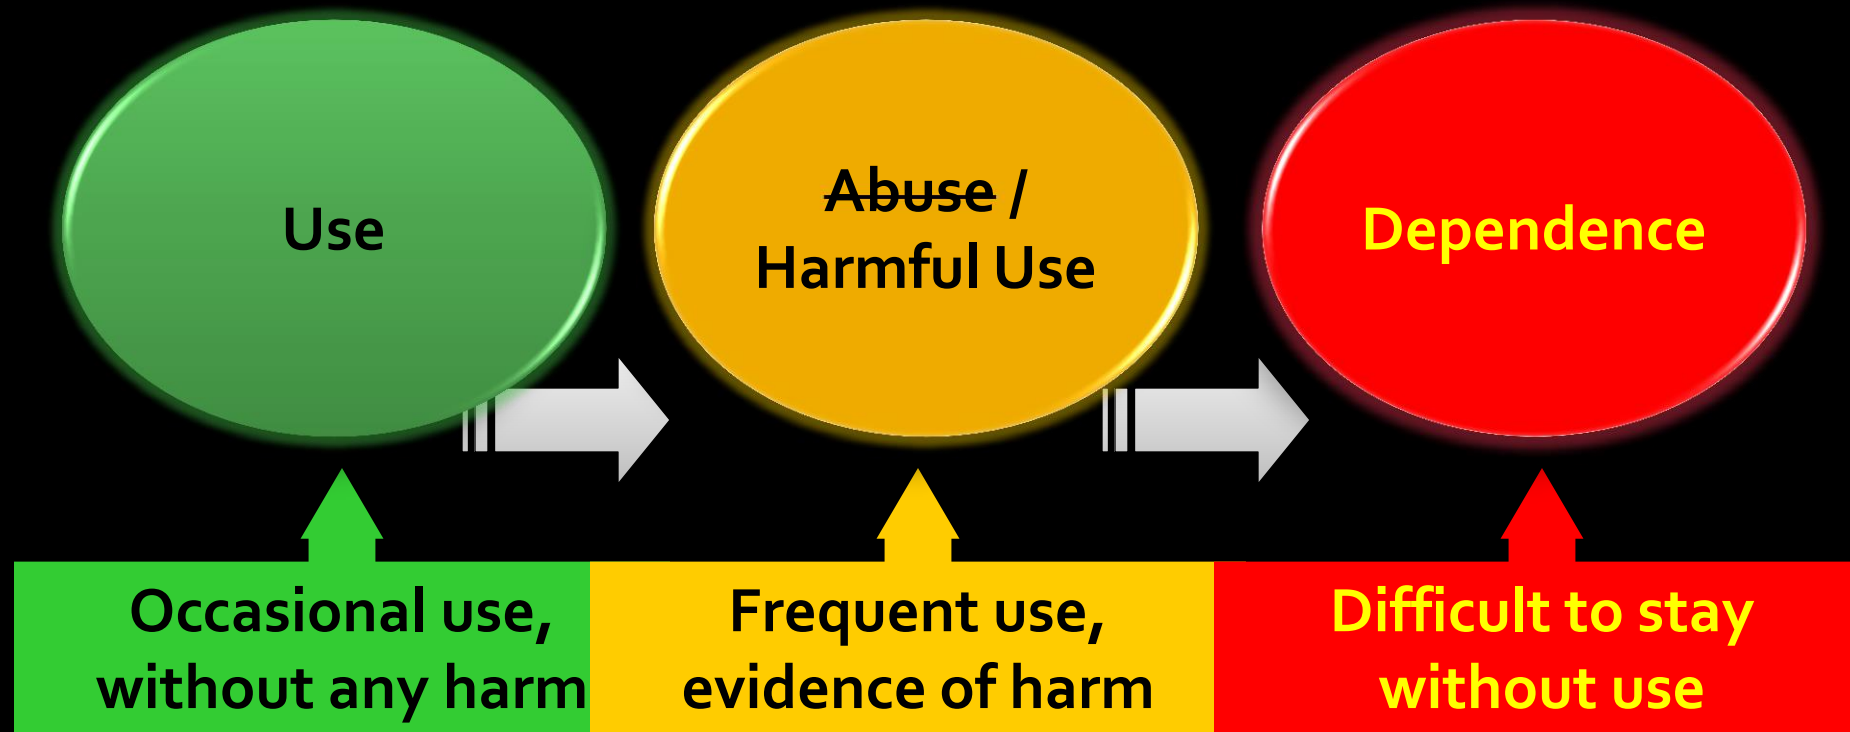 Use
Abuse /
Harmful Use
Dependence
Occasional use,
without any harm
Frequent use,
evidence of harm
Difficult to stay
without use